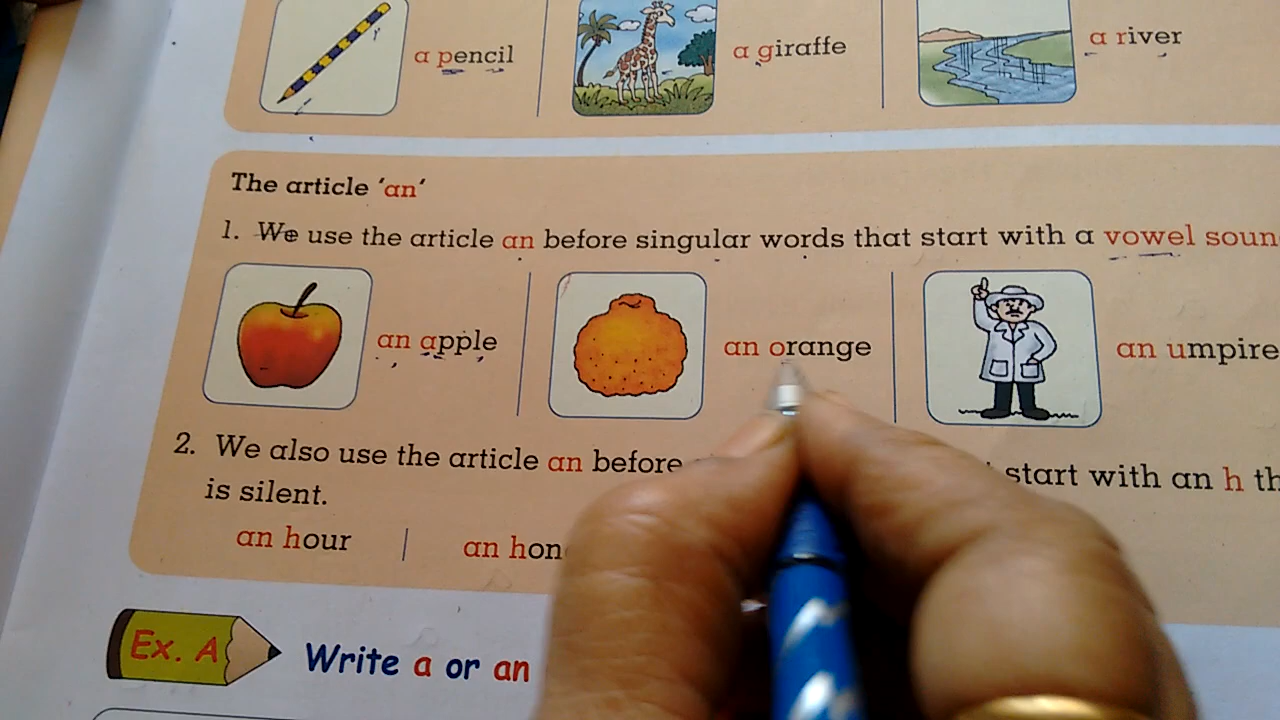 a pencil
a giraffe
a river
The article 'an'
1. We use the article an before singular words that start with a vowel soun
an apple
an orange
an umpire
2. We also use the article an before start with an h th
is silent.
an hour
an hon
Ex. A
Write a or an